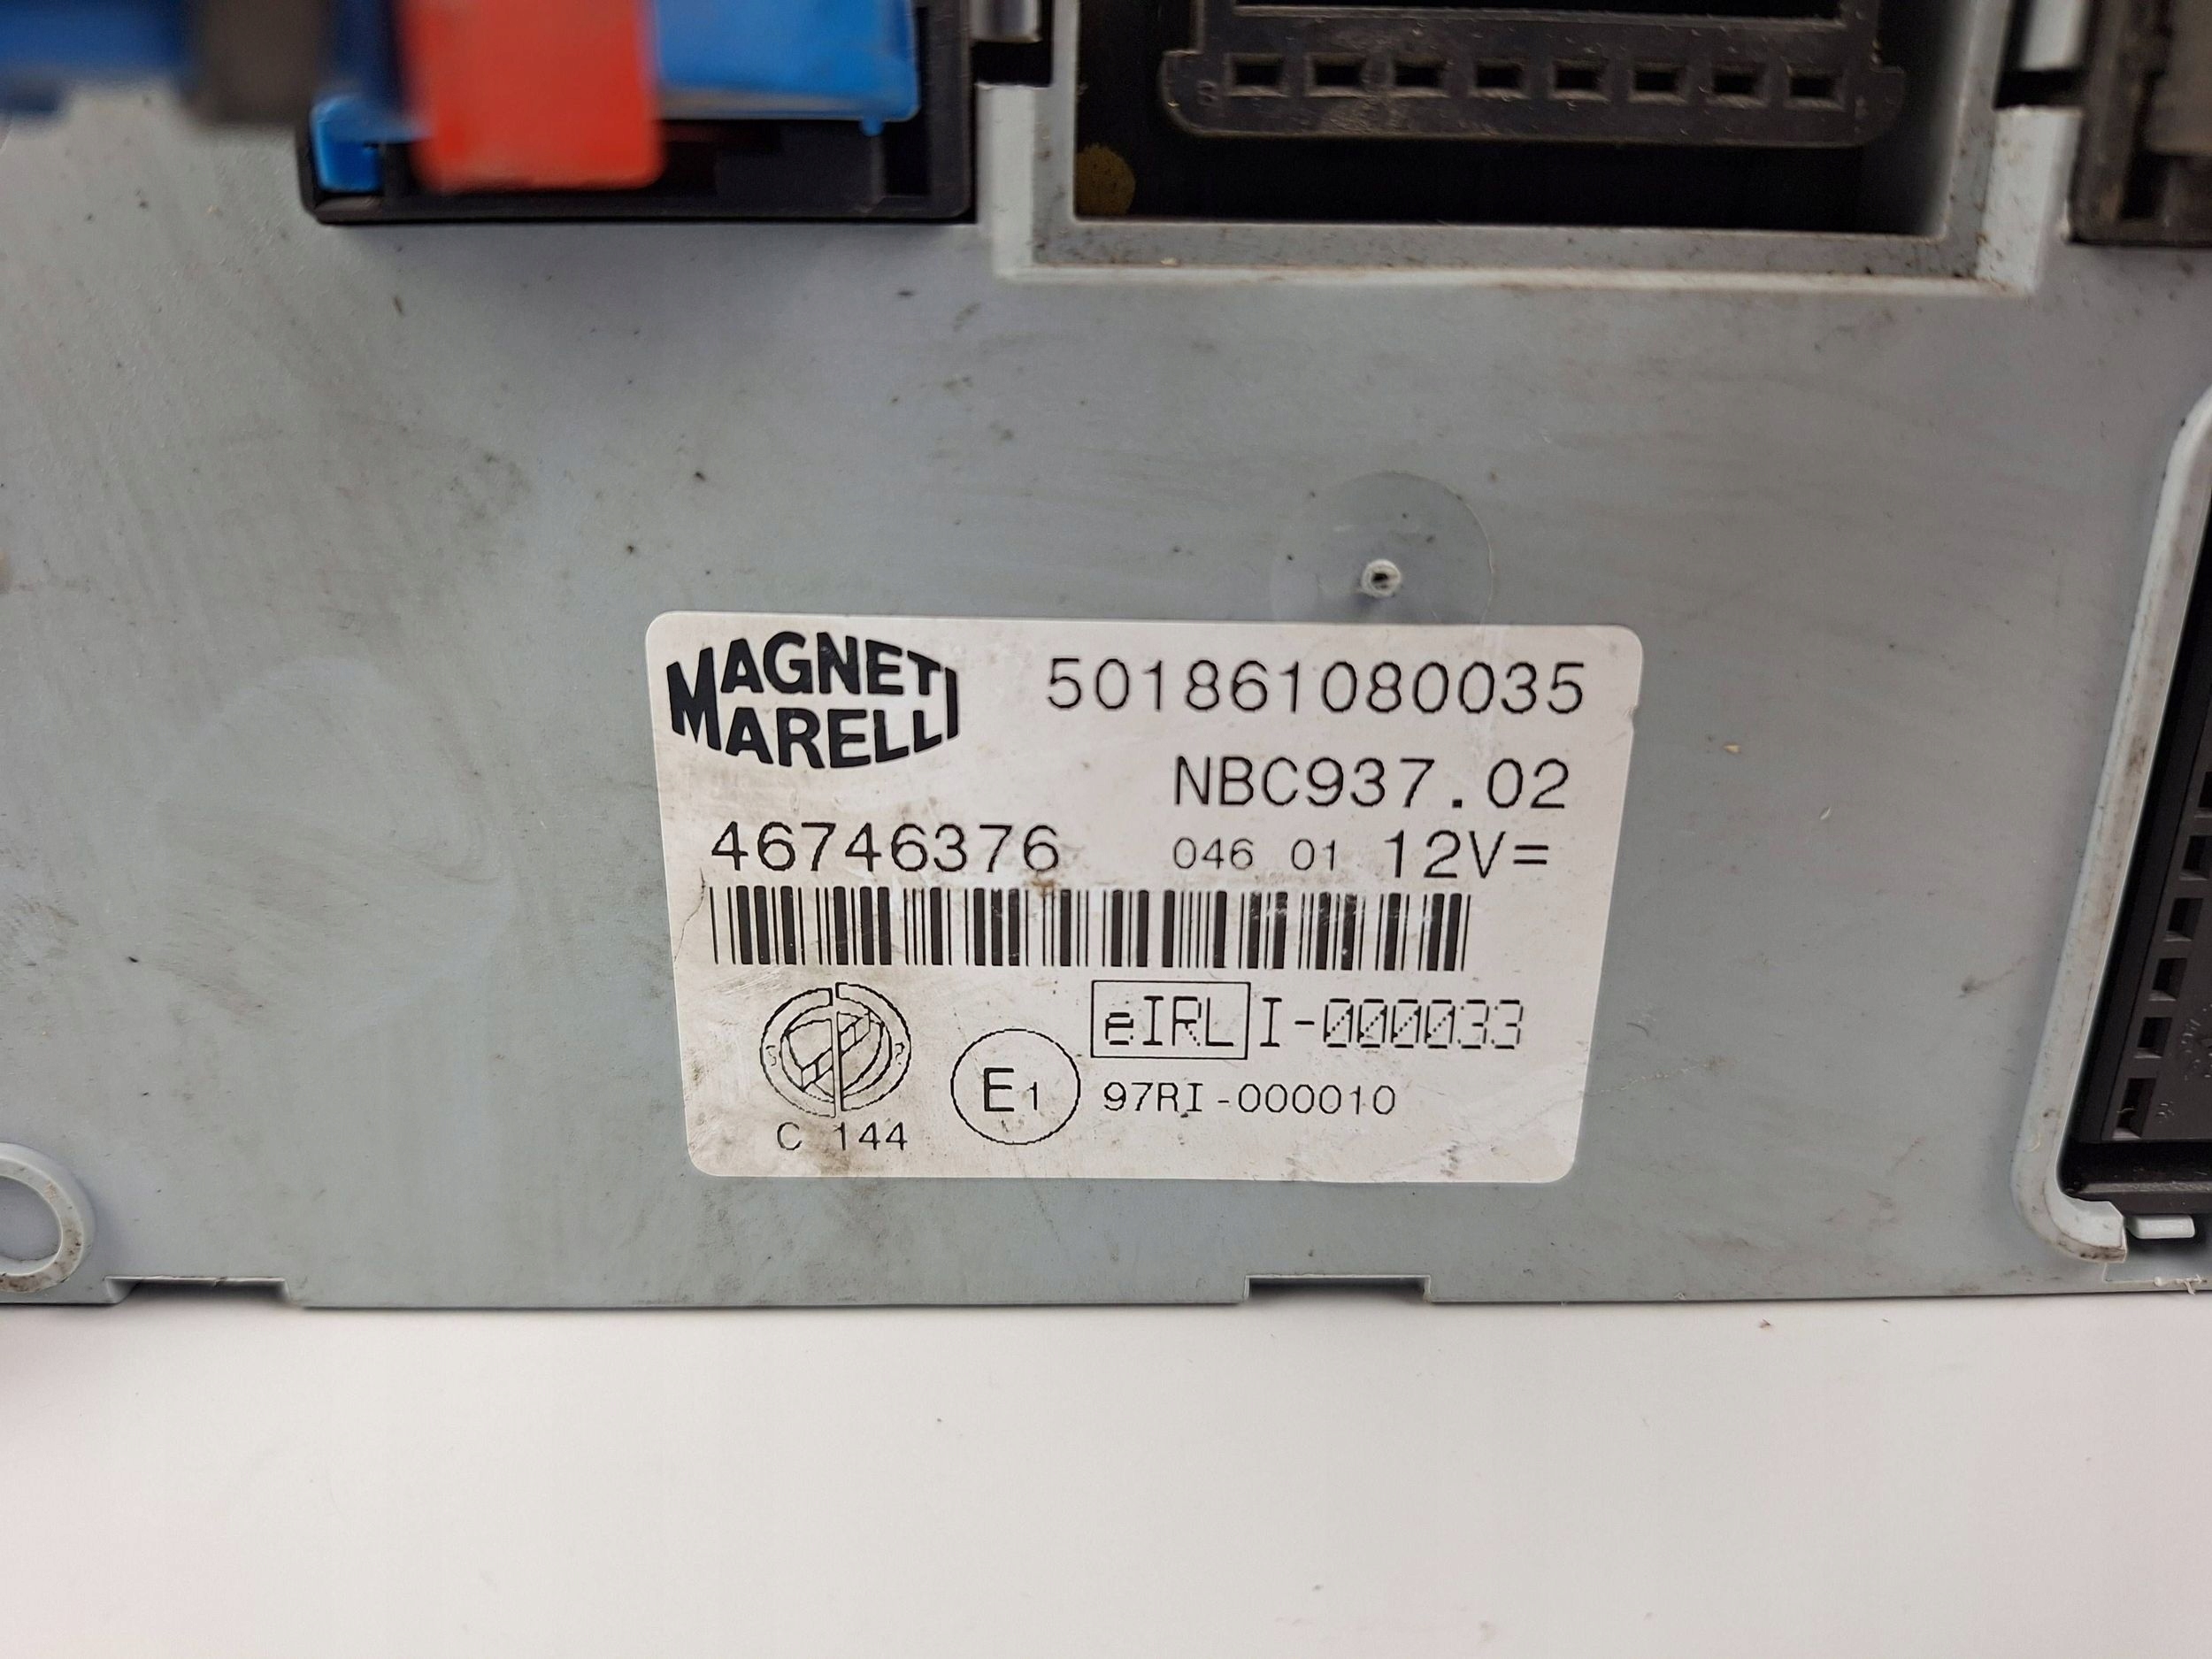 MAGNETI
MARELLI
501861080035
NBC937.02
46746376 046 01 12V=
eIRL I-000033
E1 97RI-000010
C 144